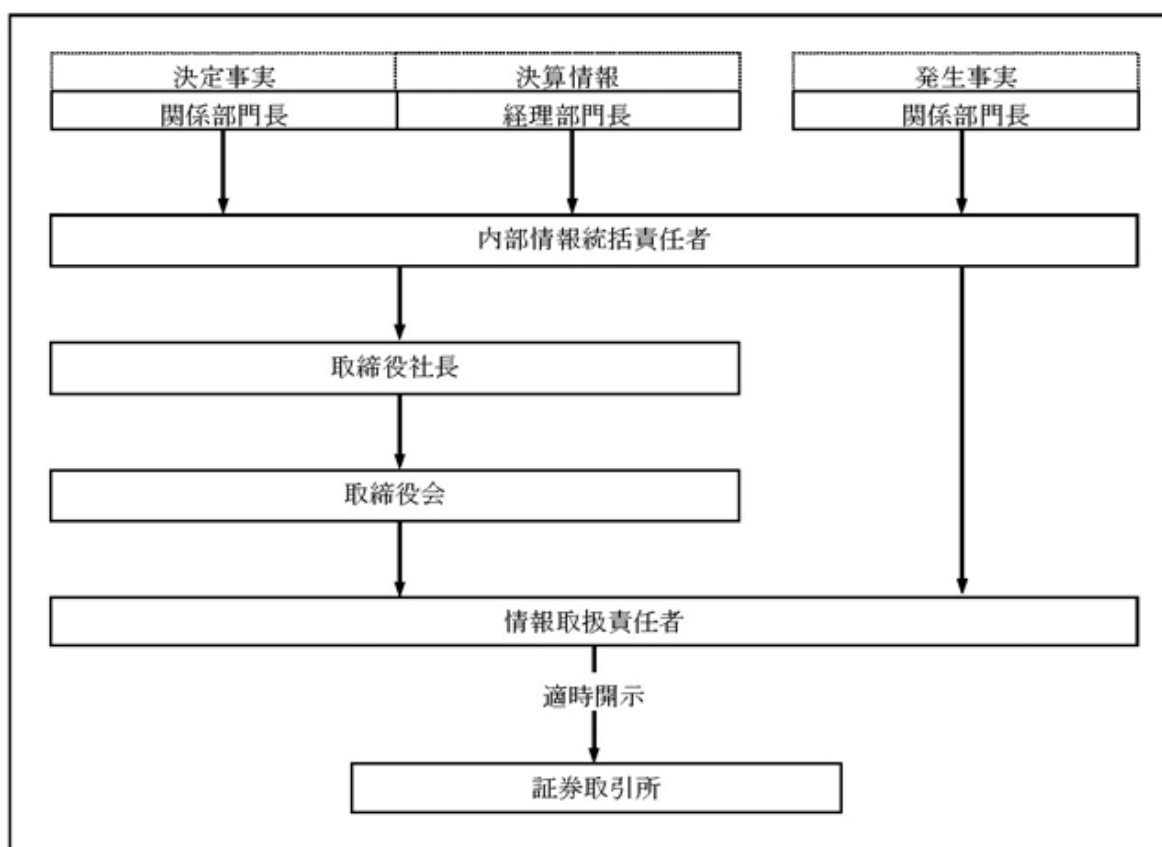 決定事実
決算情報
発生事実
関係部門長
経理部門長
関係部門長
内部情報統括責任者
取締役社長
取締役会
情報取扱責任者
適時開示
証券取引所